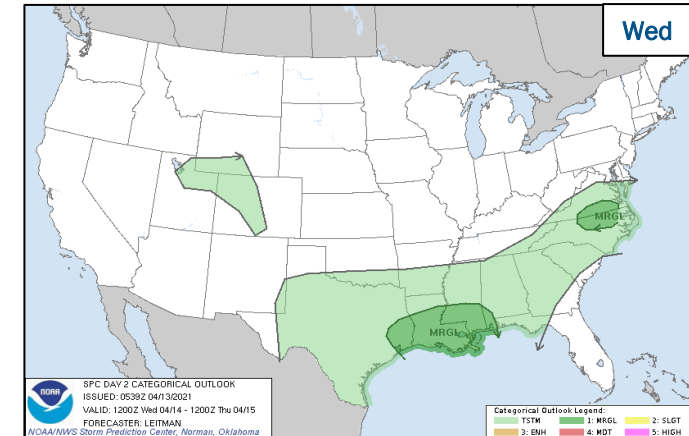 Wed
MRGL
MRGL
NOAA
SPC DAY 2 CATEGORICAL OUTLOOK
ISSUED: 0539Z 04/13/2021
VALID: 1200Z Wed 04/14 - 1200Z Thu 04/15
FORECASTER: LEITMAN
NOAA/NWS Storm Prediction Center, Norman, Oklahoma
Categorical Outlook Legend:
TSTM 1: MRGL 2: SLGT
3: ENH 4: MDT 5: HIGH